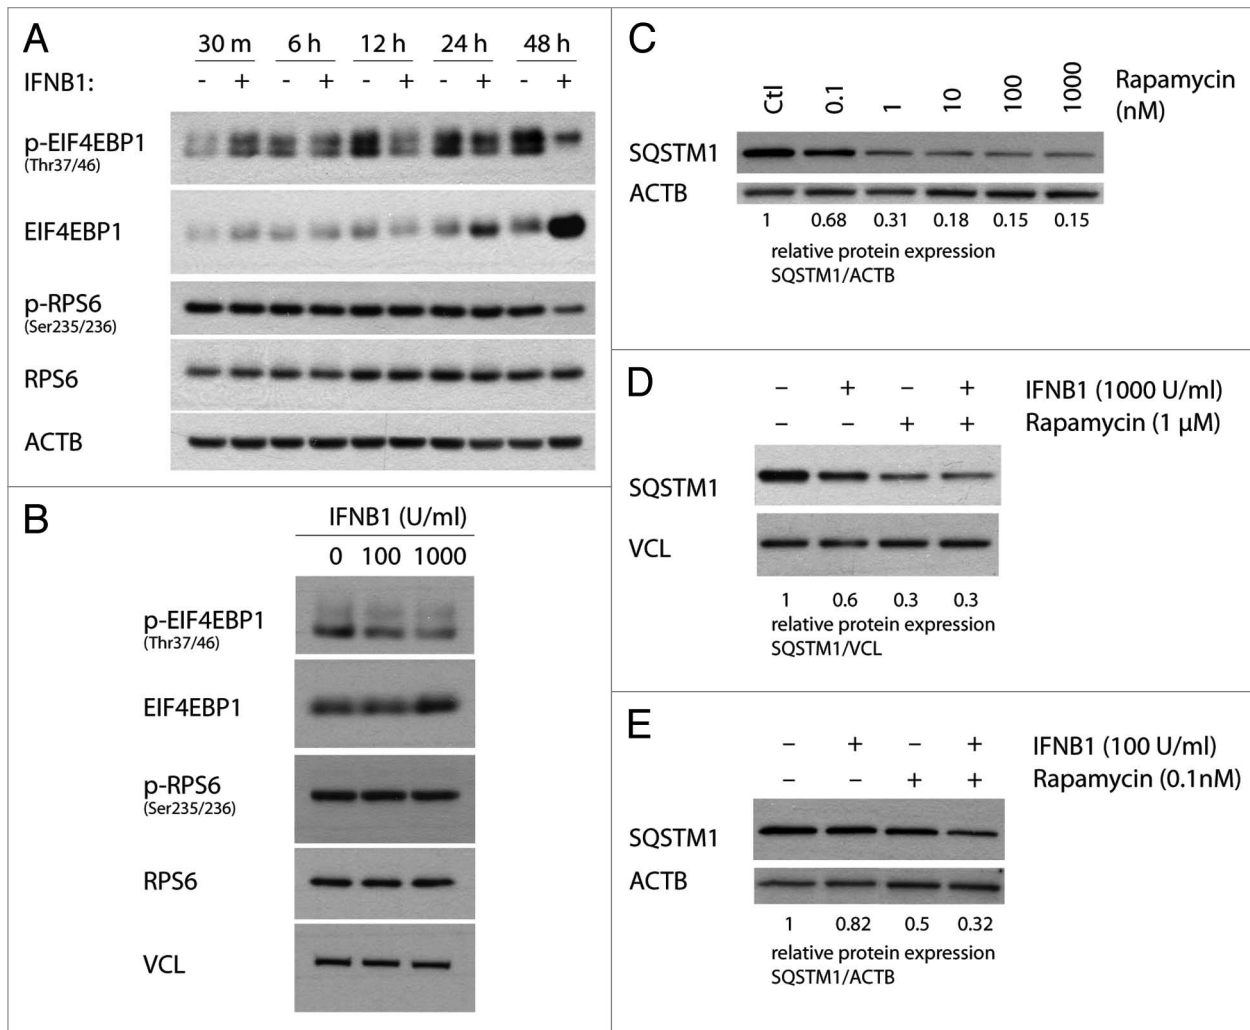 A
30 m 6 h 12 h 24 h 48 h
IFNB1: - + - + - + - + - +
p-EIF4EBP1
(Thr37/46)
EIF4EBP1
p-RPS6
(Ser235/236)
RPS6
ACTB
B
IFNB1 (U/ml)
0 100 1000
p-EIF4EBP1
(Thr37/46)
EIF4EBP1
p-RPS6
(Ser235/236)
RPS6
VCL
C
Ctl 0.1 1 10 100 1000 Rapamycin
(nM)
SQSTM1
ACTB
1 0.68 0.31 0.18 0.15 0.15
relative protein expression
SQSTM1/ACTB
D
– + – + IFNB1 (1000 U/ml)
– – + + Rapamycin (1 µM)
SQSTM1
VCL
1 0.6 0.3 0.3
relative protein expression
SQSTM1/VCL
E
– + – + IFNB1 (100 U/ml)
– – + + Rapamycin (0.1nM)
SQSTM1
ACTB
1 0.82 0.5 0.32
relative protein expression
SQSTM1/ACTB